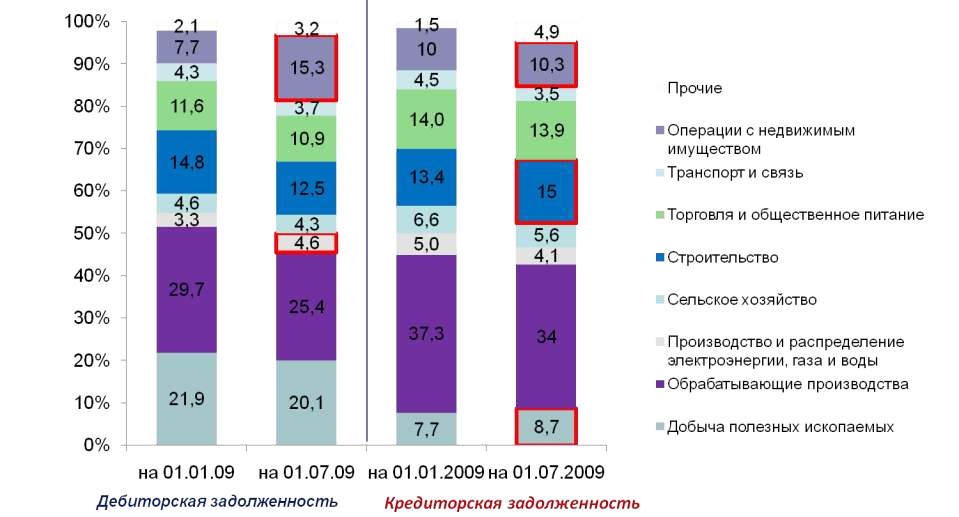 100%
90%
80%
70%
60%
50%
40%
30%
20%
10%
0%
2,1
7,7
4,3
11,6
14,8
4,6
3,3
29,7
21,9
3,2
15,3
3,7
10,9
12,5
4,3
4,6
25,4
20,1
1,5
10
4,5
14,0
13,4
6,6
5,0
37,3
7,7
4,9
10,3
3,5
13,9
15
5,6
4,1
34
8,7
на 01.01.09
на 01.07.09
на 01.01.2009
на 01.07.2009
Дебиторская задолженность
Кредиторская задолженность
Прочие
Операции с недвижимым
имуществом
Транспорт и связь
Торговля и общественное питание
Строительство
Сельское хозяйство
Производство и распределение
электроэнергии, газа и воды
Обрабатывающие производства
Добыча полезных ископаемых